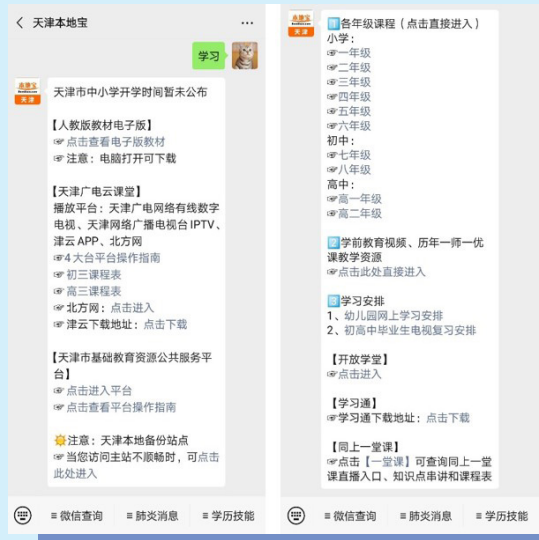 天津本地宝
学习
本地宝
天津
天津市中小学开学时间暂未公布
【人教版教材电子版】
☞点击查看电子版教材
☞注意：电脑打开可下载
【天津广电云课堂】
播放平台：天津广电网络有线数字
电视、天津网络广播电视台IPTV、
津云APP、北方网
☞4大台平台操作指南
☞初三课程表
☞高三课程表
☞北方网：点击进入
☞津云下载地址：点击下载
【天津市基础教育资源公共服务平
台】
☞点击进入平台
☞点击查看平台操作指南
注意：天津本地备份站点
☞当您访问主站不顺畅时，可点击
此处进入
微信查询
肺炎消息
学历技能
本地宝
天津
1各年级课程（点击直接进入）
小学：
☞一年级
☞二年级
☞三年级
☞四年级
☞五年级
☞六年级
初中：
☞七年级
☞八年级
高中：
☞高一年级
☞高二年级
2学前教育视频、历年一师一优
课教学资源
☞点击此处直接进入
3学习安排
1、幼儿园网上学习安排
2、初高中毕业生电视复习安排
【开放学堂】
☞点击进入
【学习通】
☞学习通下载地址：点击下载
【同上一堂课】
☞点击【一堂课】可查询同上一堂
课直播入口、知识点串讲和课程表
微信查询
肺炎消息
学历技能